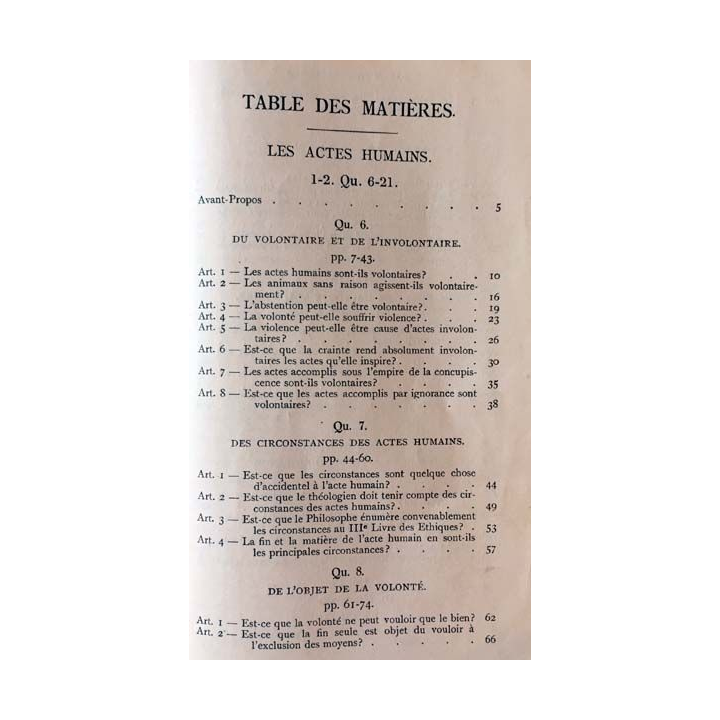 TABLE DES MATIÈRES.
LES ACTES HUMAINS.
1-2. Qu. 6-21.
Avant-Propos . . . . . . . . . 5
Qu. 6.
DU VOLONTAIRE ET DE L'INVOLONTAIRE.
pp. 7-43.
Art. 1 — Les actes humains sont-ils volontaires? . . 10
Art. 2 — Les animaux sans raison agissent-ils volontaire-
ment? . . . . . . . . 16
Art. 3 — L'abstention peut-elle être volontaire? . . . 19
Art. 4 — La volonté peut-elle souffrir violence? . . . 23
Art. 5 — La violence peut-elle être cause d'actes involon-
taires? . . . . . . . . 26
Art. 6 — Est-ce que la crainte rend absolument involon-
taires les actes qu'elle inspire? . . . . 30
Art. 7 — Les actes accomplis sous l'empire de la concupis-
cence sont-ils volontaires? . . . . 35
Art. 8 — Est-ce que les actes accomplis par ignorance sont
volontaires? . . . . . . . 38
Qu. 7.
DES CIRCONSTANCES DES ACTES HUMAINS.
pp. 44-60.
Art. 1 — Est-ce que les circonstances sont quelque chose
d'accidentel à l'acte humain? . . . . 44
Art. 2 — Est-ce que le théologien doit tenir compte des cir-
constances des actes humains? . . . . 49
Art. 3 — Est-ce que le Philosophe énumère convenablement
les circonstances au IIIe Livre des Ethiques? . 53
Art. 4 — La fin et la matière de l'acte humain en sont-ils
les principales circonstances? . . . . 57
Qu. 8.
DE L'OBJET DE LA VOLONTÉ.
pp. 61-74.
Art. 1 — Est-ce que la volonté ne peut vouloir que le bien? 62
Art. 2 — Est-ce que la fin seule est objet du vouloir à
l'exclusion des moyens? . . . . . 66